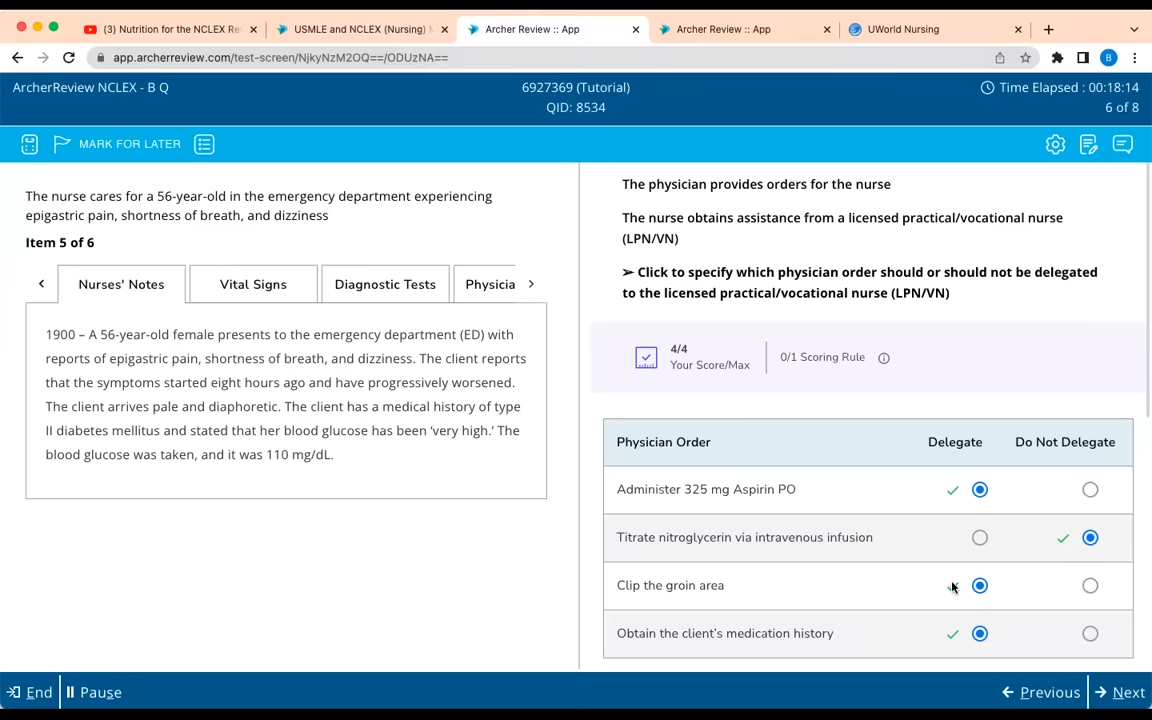 (3) Nutrition for the NCLEX Re
USMLE and NCLEX (Nursing)
Archer Review :: App
Archer Review :: App
UWorld Nursing
app.archerreview.com/test-screen/NjkyNzM2OQ==/ODUzNA==
B
ArcherReview NCLEX - B Q
6927369 (Tutorial)
QID: 8534
Time Elapsed : 00:18:14
6 of 8
MARK FOR LATER
The nurse cares for a 56-year-old in the emergency department experiencing
epigastric pain, shortness of breath, and dizziness
Item 5 of 6
Nurses' Notes
Vital Signs
Diagnostic Tests
Physicia
1900 – A 56-year-old female presents to the emergency department (ED) with
reports of epigastric pain, shortness of breath, and dizziness. The client reports
that the symptoms started eight hours ago and have progressively worsened.
The client arrives pale and diaphoretic. The client has a medical history of type
II diabetes mellitus and stated that her blood glucose has been ‘very high.’ The
blood glucose was taken, and it was 110 mg/dL.
The physician provides orders for the nurse
The nurse obtains assistance from a licensed practical/vocational nurse
(LPN/VN)
➢ Click to specify which physician order should or should not be delegated
to the licensed practical/vocational nurse (LPN/VN)
4/4
Your Score/Max
0/1 Scoring Rule
Physician Order Delegate Do Not Delegate
Administer 325 mg Aspirin PO
Titrate nitroglycerin via intravenous infusion
Clip the groin area
Obtain the client’s medication history
End
Pause
Previous
Next